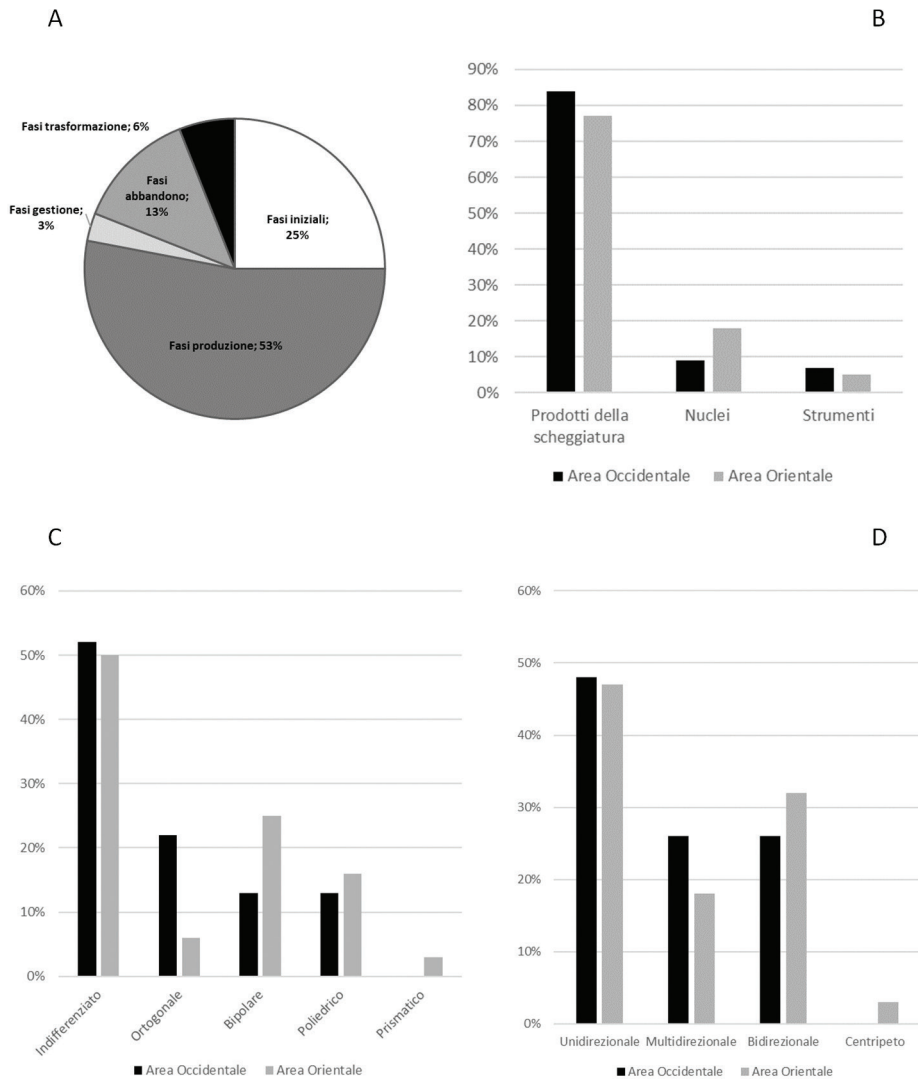 A
Fasi trasformazione; 6%
Fasi
abbandono;
13%
Fasi gestione;
3%
Fasi iniziali;
25%
Fasi produzione; 53%
B
90%
80%
70%
60%
50%
40%
30%
20%
10%
0%
Prodotti della
scheggiatura
Nuclei
Strumenti
Area Occidentale
Area Orientale
C
60%
50%
40%
30%
20%
10%
0%
Indifferenziato
Ortogonale
Bipolare
Poliedrico
Prismatico
Area Occidentale
Area Orientale
D
60%
50%
40%
30%
20%
10%
0%
Unidirezionale
Multidirezionale
Bidirezionale
Centripeto
Area Occidentale
Area Orientale